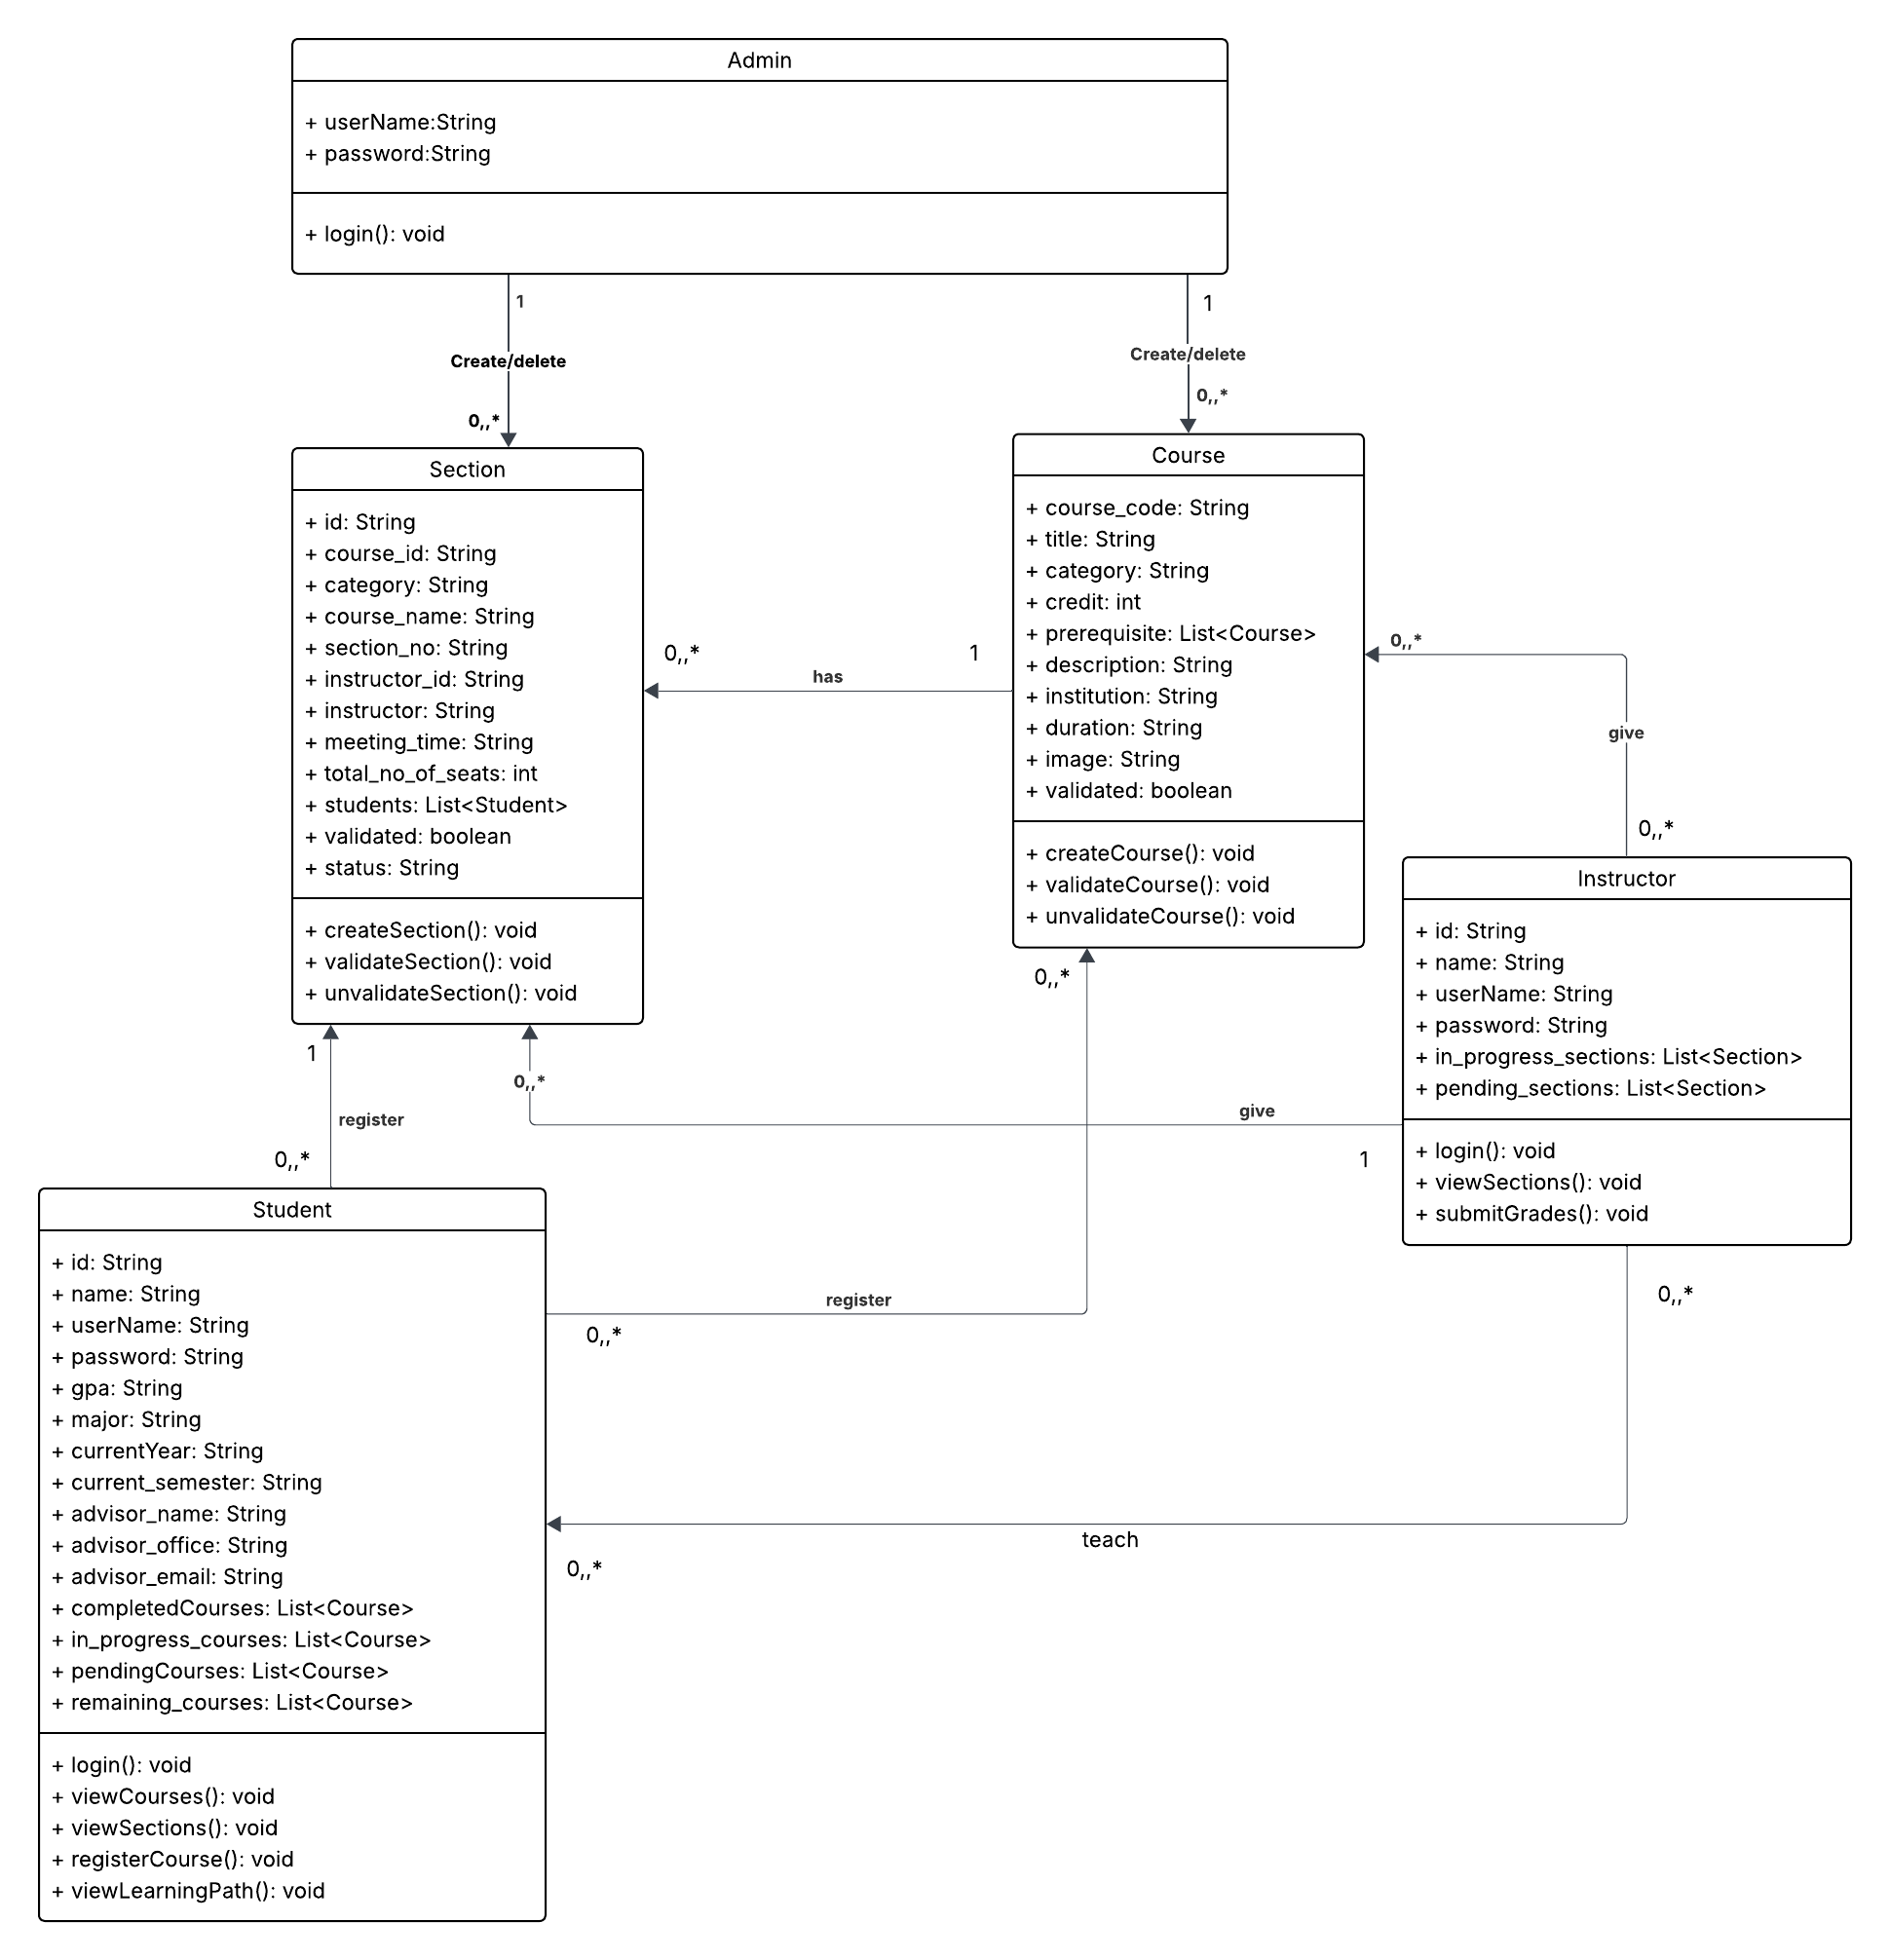 Admin
+ userName:String
+ password:String
+ login(): void
1
1
Create/delete
Create/delete
0,,*
0,,*
Section
+ id: String
+ course_id: String
+ category: String
+ course_name: String
+ section_no: String
+ instructor_id: String
+ instructor: String
+ meeting_time: String
+ total_no_of_seats: int
+ students: List<Student>
+ validated: boolean
+ status: String
+ createSection(): void
+ validateSection(): void
+ unvalidateSection(): void
0,,*
1
has
Course
+ course_code: String
+ title: String
+ category: String
+ credit: int
+ prerequisite: List<Course>
+ description: String
+ institution: String
+ duration: String
+ image: String
+ validated: boolean
+ createCourse(): void
+ validateCourse(): void
+ unvalidateCourse(): void
0,,*
give
0,,*
Instructor
+ id: String
+ name: String
+ userName: String
+ password: String
+ in_progress_sections: List<Section>
+ pending_sections: List<Section>
+ login(): void
+ viewSections(): void
+ submitGrades(): void
0,,*
1
0,,*
register
give
0,,*
1
Student
+ id: String
+ name: String
+ userName: String
+ password: String
+ gpa: String
+ major: String
+ currentYear: String
+ current_semester: String
+ advisor_name: String
+ advisor_office: String
+ advisor_email: String
+ completedCourses: List<Course>
+ in_progress_courses: List<Course>
+ pendingCourses: List<Course>
+ remaining_courses: List<Course>
+ login(): void
+ viewCourses(): void
+ viewSections(): void
+ registerCourse(): void
+ viewLearningPath(): void
register
0,,*
0,,*
teach
0,,*